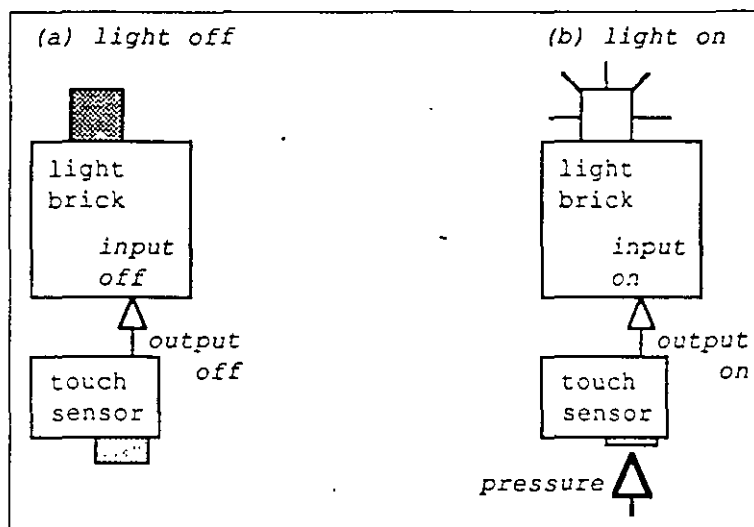 (a) light off
light
brick
input
off
output
off
touch
sensor
(b) light on
light
brick
input
on
output
on
touch
sensor
pressure